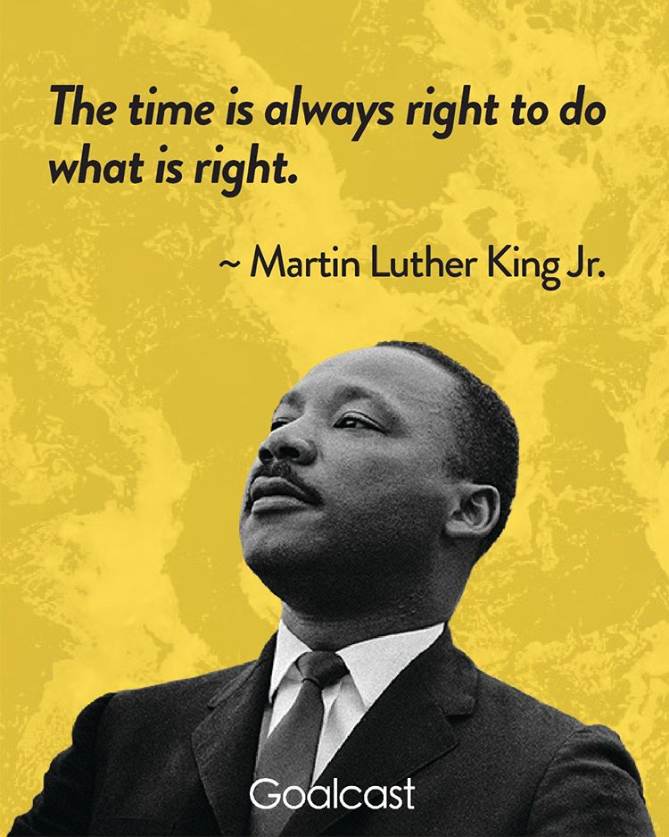 The time is always right to do
what is right.
~ Martin Luther King Jr.
Goalcast